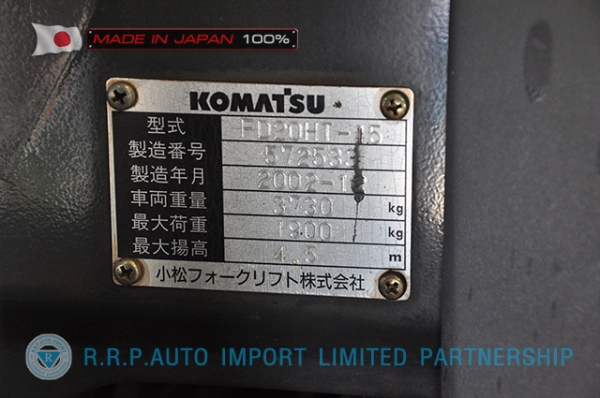 MADE IN JAPAN 100%
KOMATSU
型式 FD20HT-15
製造番号 572533
製造年月 2002-12
車両重量 3730 kg
最大荷重 1900 kg
最大揚高 4.5 m
小松フォークリフト株式会社
R.R.P.AUTO IMPORT LIMITED PARTNERSHIP